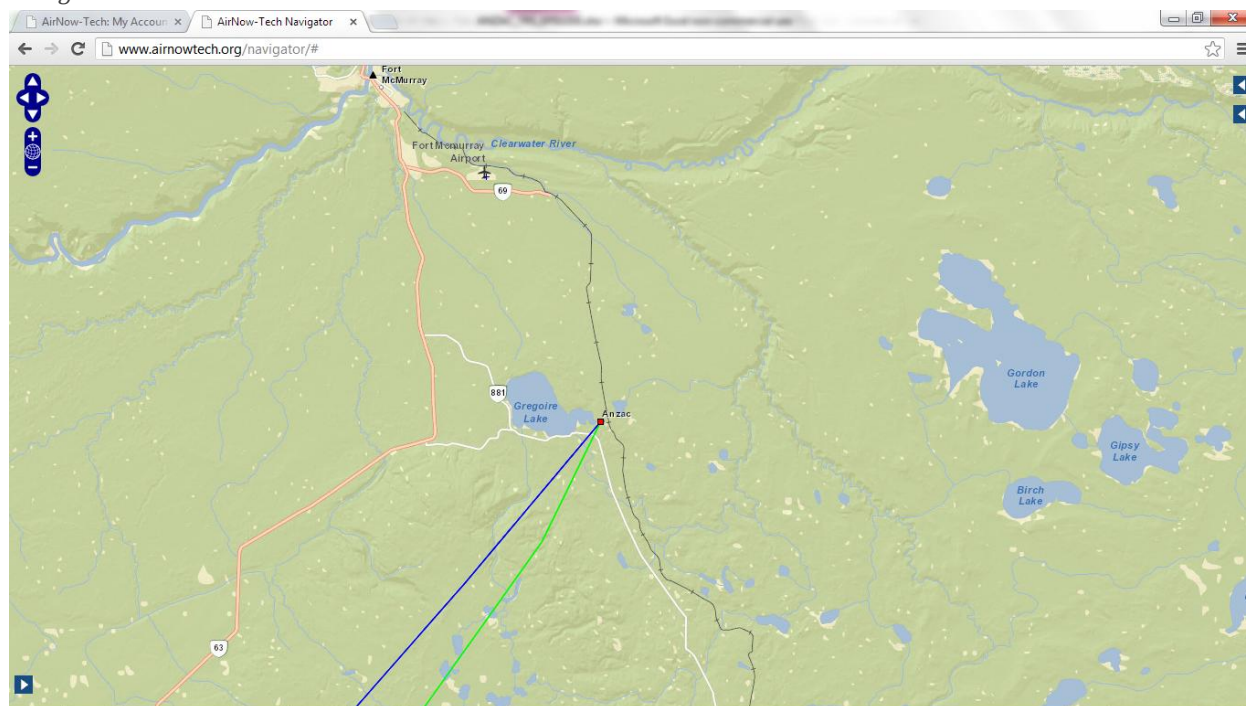 AirNow-Tech: My Accoun
AirNow-Tech Navigator
www.airnowtech.org/navigator/#
Fort
McMurray
Fort Mcmurray
Airport
Clearwater River
69
881
Gregoire
Lake
Anzac
Gordon
Lake
Gipsy
Lake
Birch
Lake
63